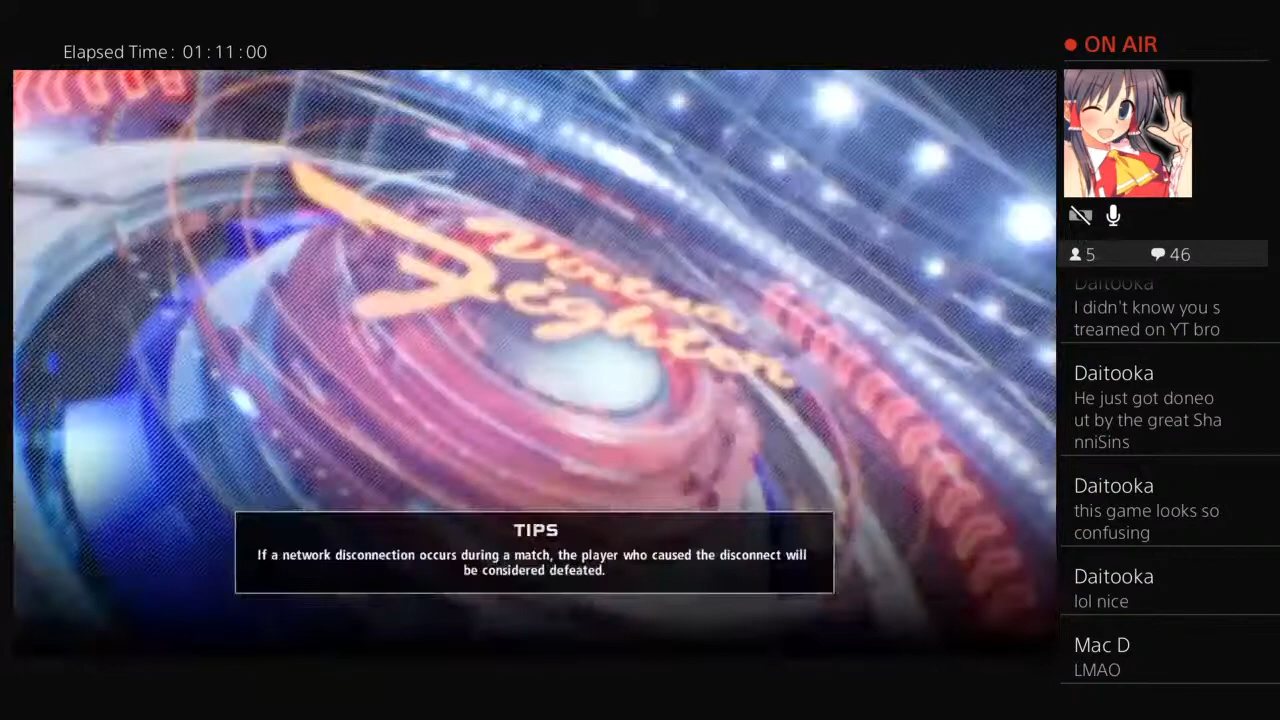 Elapsed Time: 01:11:00
ON AIR
Virtua
Fighter
5
46
Daitooka
I didn't know you s
treamed on YT bro
Daitooka
He just got doneo
ut by the great Sha
nniSins
Daitooka
this game looks so
confusing
Daitooka
lol nice
Mac D
LMAO
TIPS
If a network disconnection occurs during a match, the player who caused the disconnect will
be considered defeated.